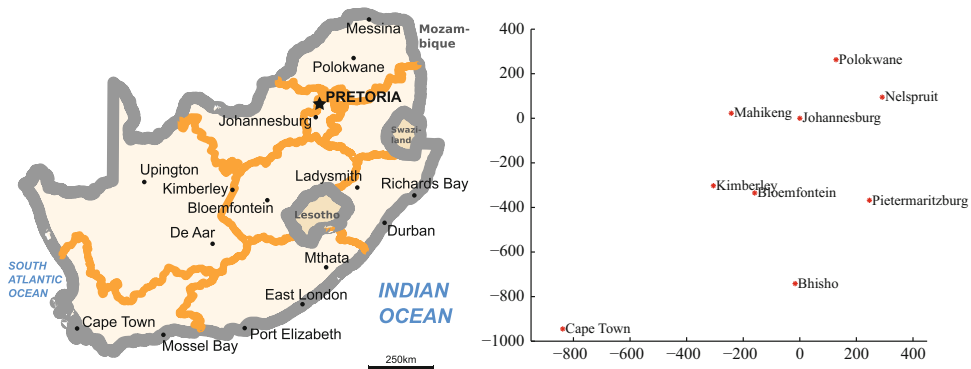 Messina
Mozam-
bique
Polokwane
PRETORIA
Johannesburg
Swazi-
land
Upington
Ladysmith
Kimberley
Richards Bay
Bloemfontein
Lesotho
De Aar
Durban
Mthata
SOUTH
ATLANTIC
OCEAN
East London
INDIAN
OCEAN
Cape Town
Port Elizabeth
Mossel Bay
250km
400
200
0
−200
−400
−600
−800
−1000
Polokwane
Nelspruit
Mahikeng
Johannesburg
Kimberley
Bloemfontein
Pietermaritzburg
Bhisho
Cape Town
−800 −600 −400 −200 0 200 400